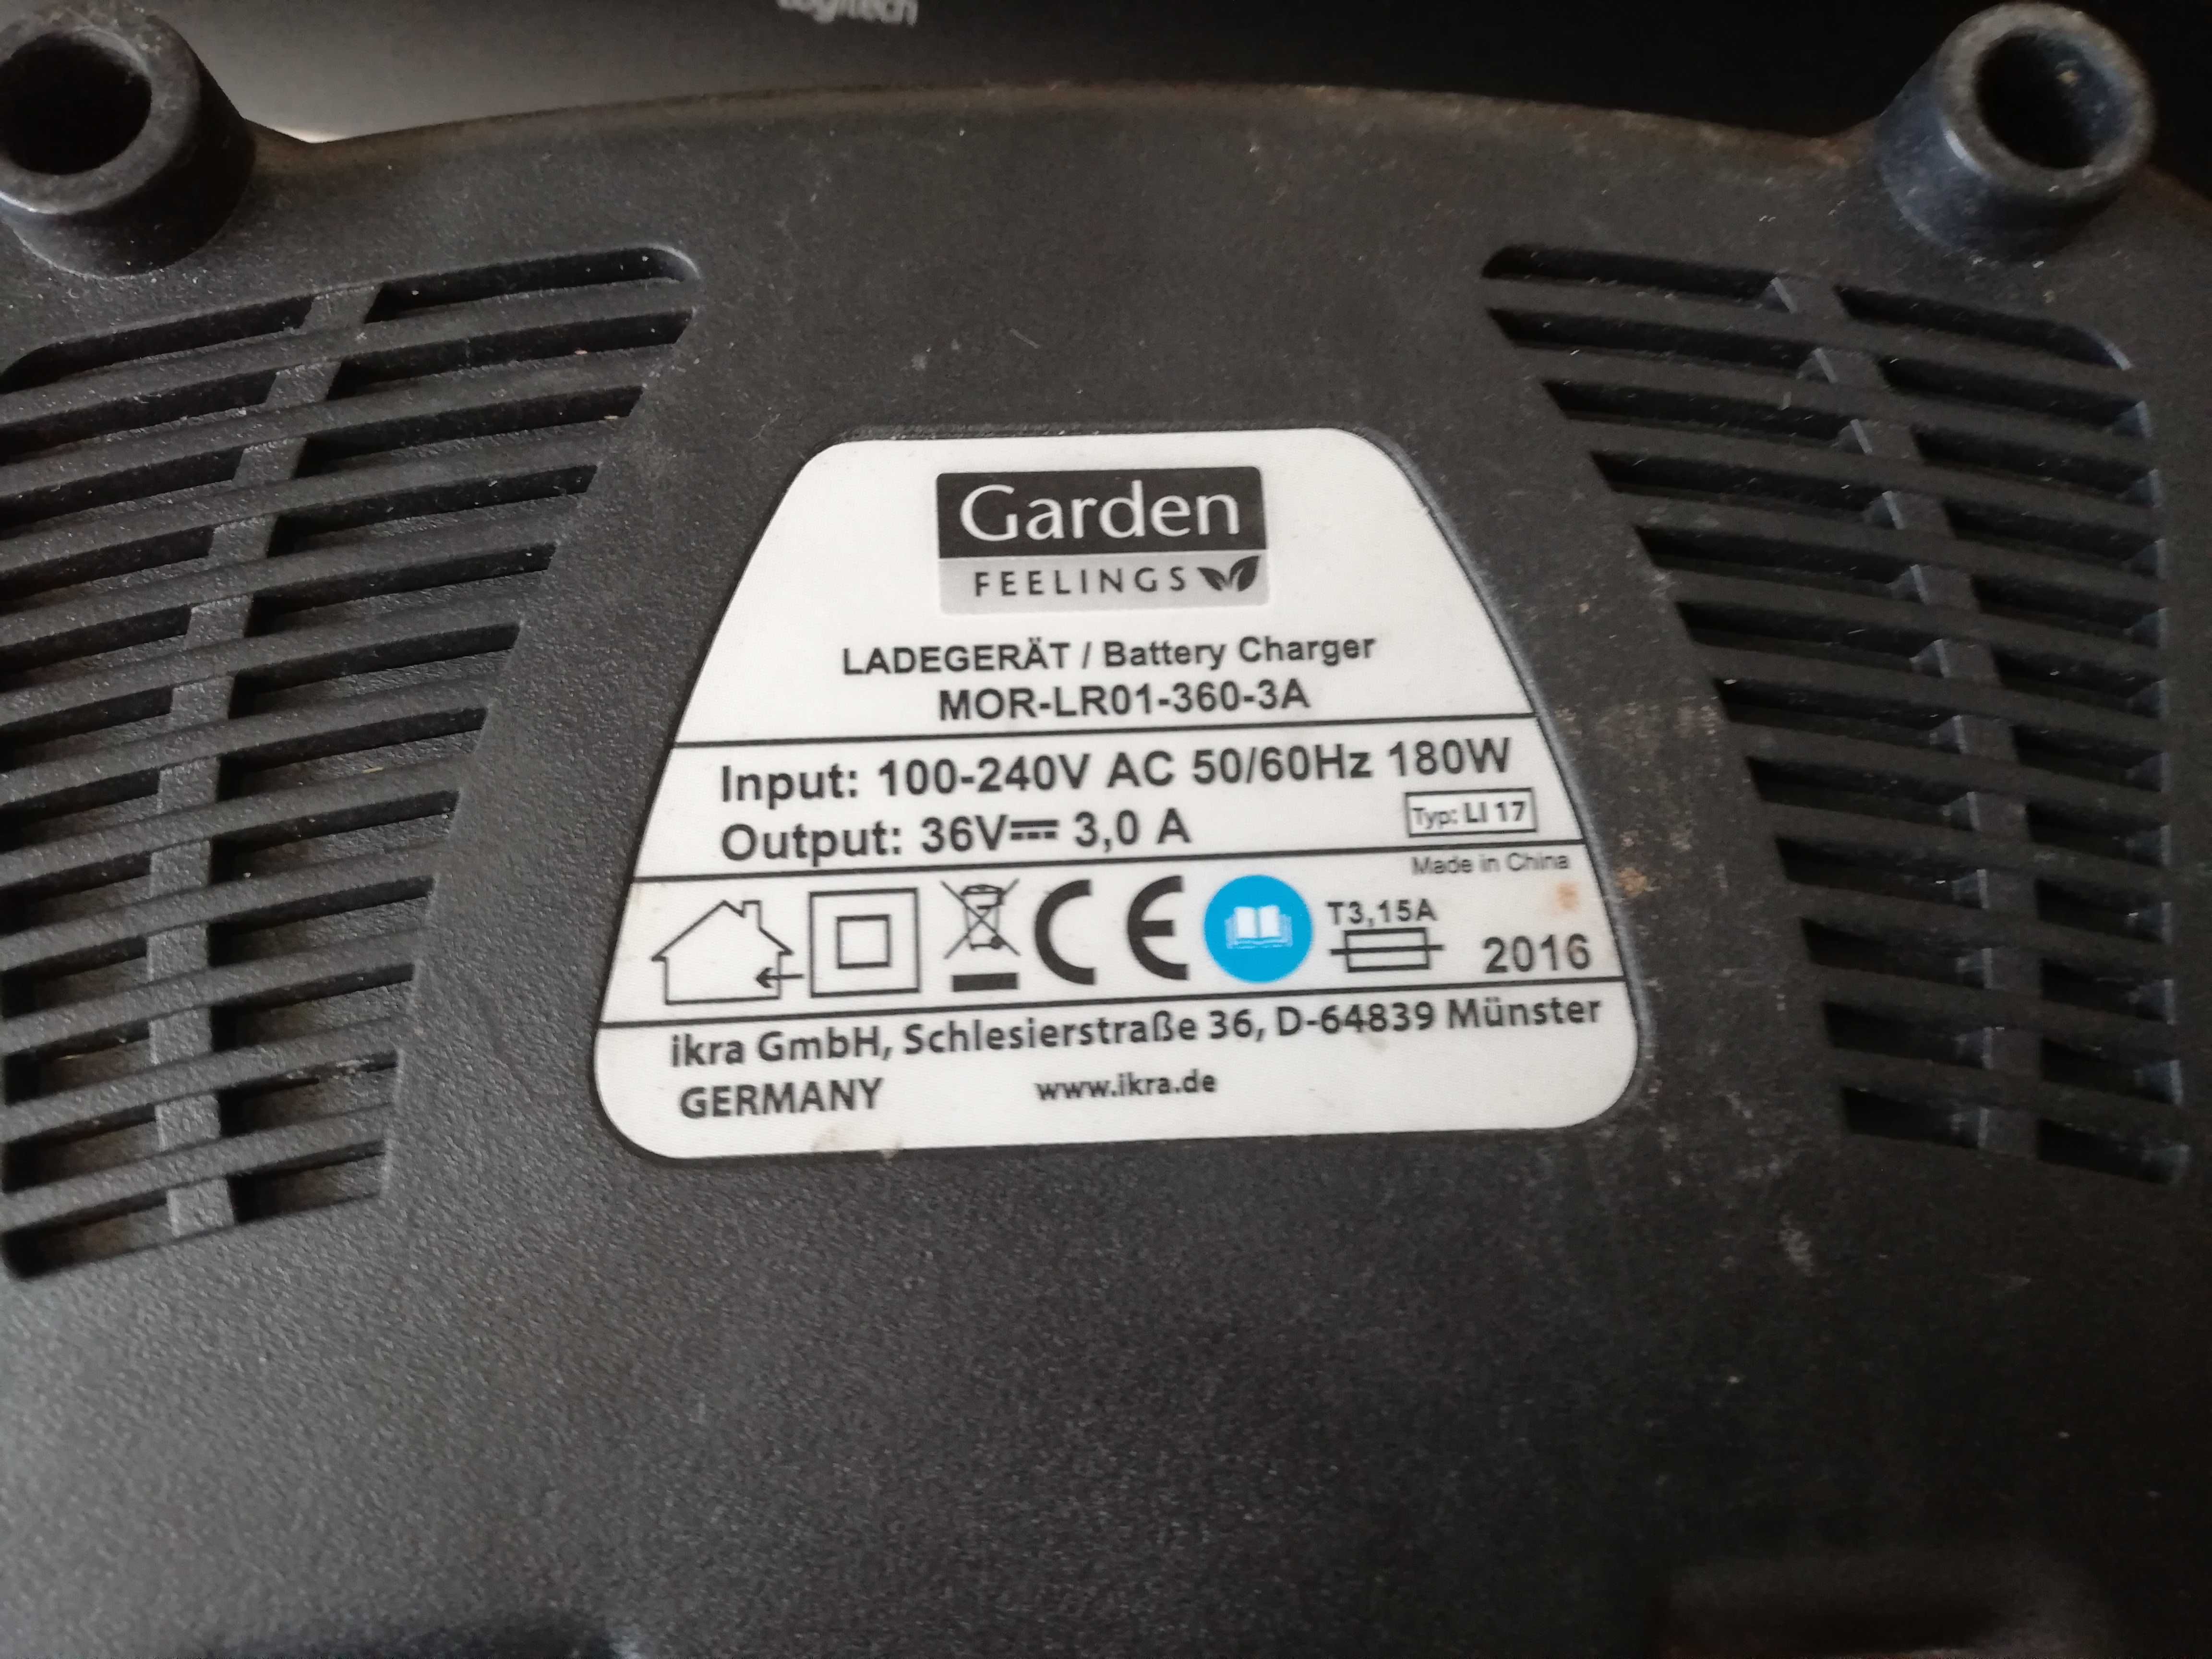 Logitech
Garden
FEELINGS
LADEGERÄT / Battery Charger
MOR-LR01-360-3A
Input: 100-240V AC 50/60Hz 180W
Output: 36V 3,0 A
Typ: LI 17
Made in China
CE
T3,15A
2016
ikra GmbH, Schlesierstraße 36, D-64839 Münster
GERMANY www.ikra.de